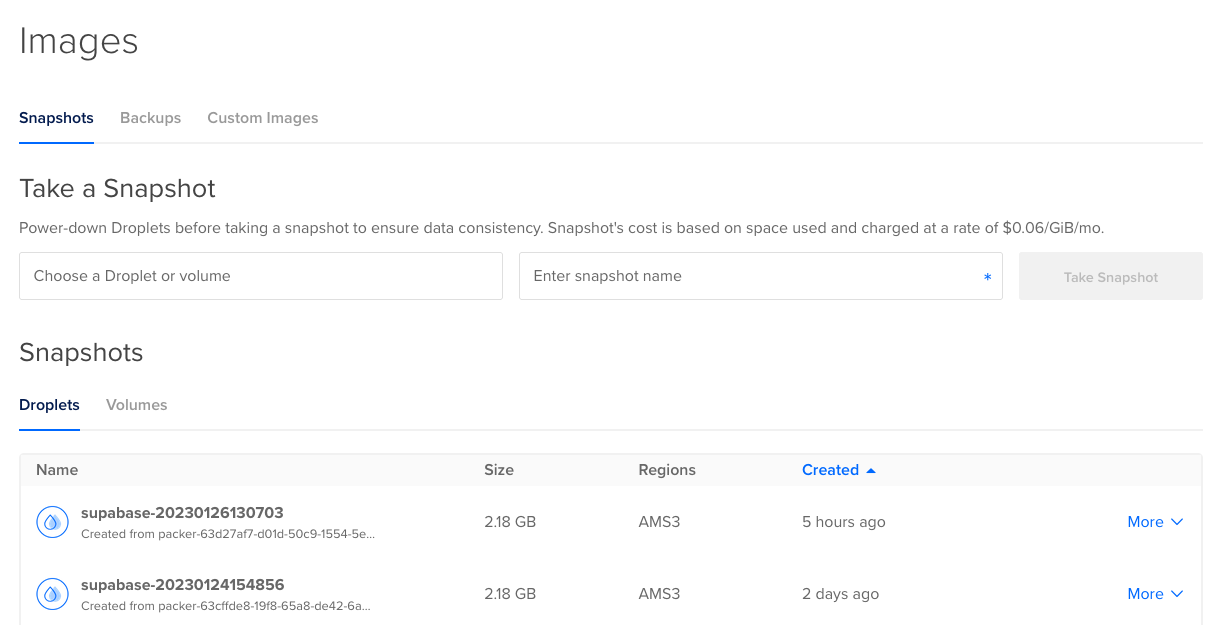 Images
Snapshots Backups Custom Images
Take a Snapshot
Power-down Droplets before taking a snapshot to ensure data consistency. Snapshot's cost is based on space used and charged at a rate of $0.06/GiB/mo.
Choose a Droplet or volume Enter snapshot name * Take Snapshot
Snapshots
Droplets Volumes
Name Size Regions Created
supabase-20230126130703
Created from packer-63d27af7-d01d-50c9-1554-5e...
2.18 GB AMS3 5 hours ago More
supabase-20230124154856
Created from packer-63cffde8-19f8-65a8-de42-6a...
2.18 GB AMS3 2 days ago More